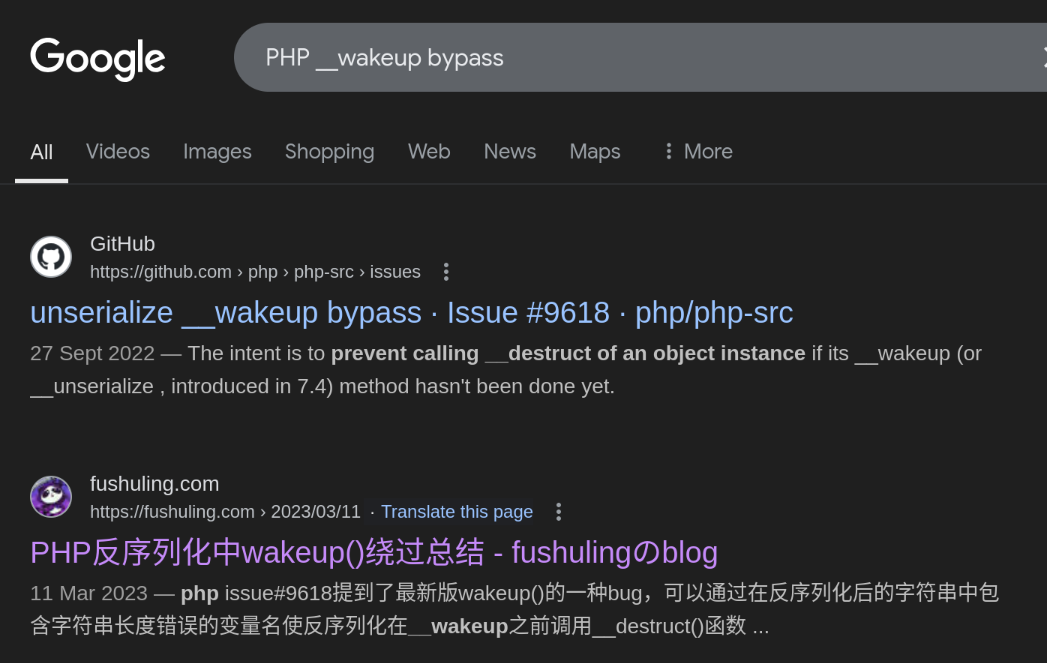 Google
PHP __wakeup bypass
All Videos Images Shopping Web News Maps More
GitHub
https://github.com › php › php-src › issues
unserialize __wakeup bypass · Issue #9618 · php/php-src
27 Sept 2022 — The intent is to prevent calling __destruct of an object instance if its __wakeup (or
__unserialize , introduced in 7.4) method hasn't been done yet.
fushuling.com
https://fushuling.com › 2023/03/11 · Translate this page
PHP反序列化中wakeup()绕过总结 - fushulingのblog
11 Mar 2023 — php issue#9618提到了最新版wakeup()的一种bug，可以通过在反序列化后的字符串中包
含字符串长度错误的变量名使反序列化在__wakeup之前调用__destruct()函数 ...